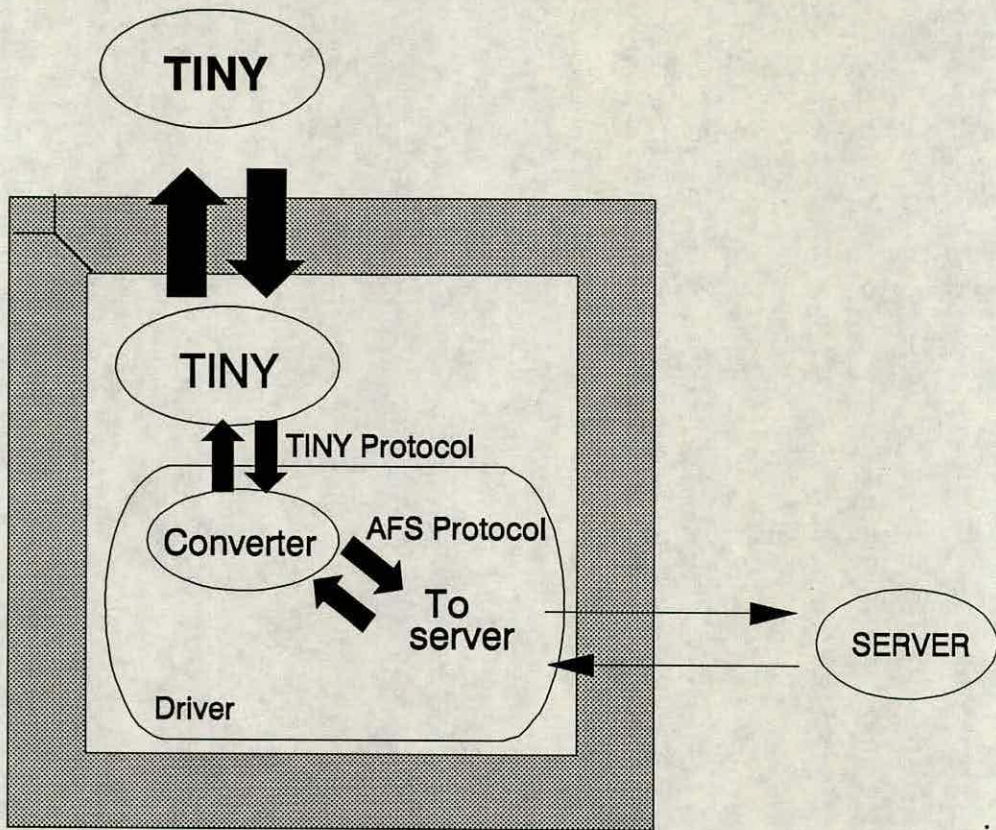 TINY
TINY
TINY Protocol
Converter
AFS Protocol
To
server
SERVER
Driver